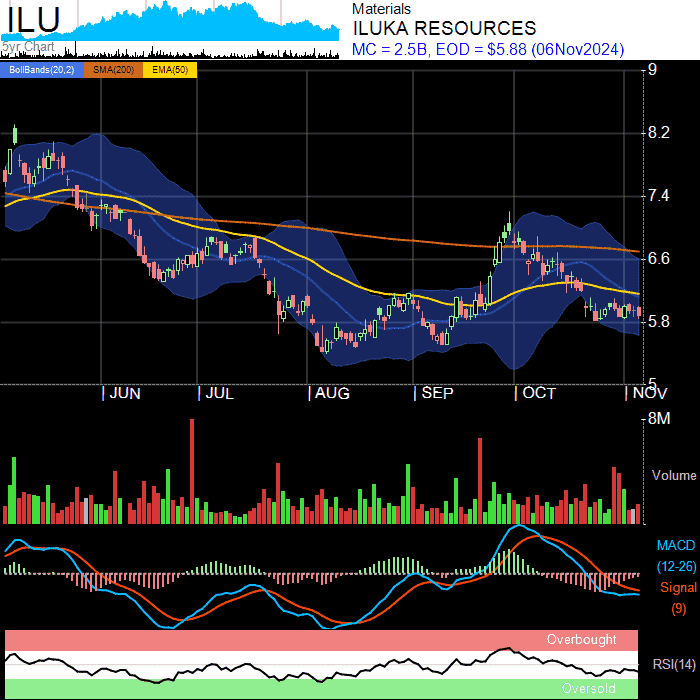 ILU
5yr Chart
Materials
ILUKA RESOURCES
MC = 2.5B, EOD = $5.88 (06Nov2024)
BollBands(20,2) SMA(200) EMA(50)
9
8.2
7.4
6.6
5.8
5
| JUN | JUL | AUG | SEP | OCT | NOV
8M
Volume
MACD
(12-26)
Signal
(9)
Overbought
RSI(14)
Oversold